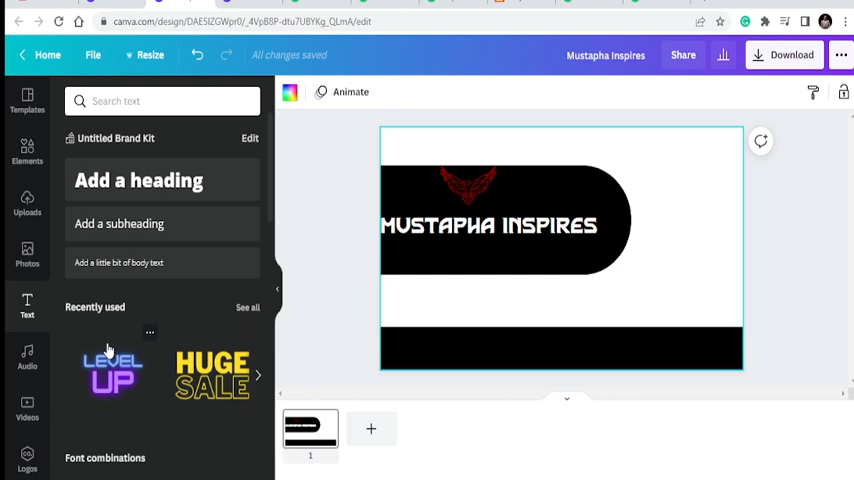 canva.com/design/DAE5lZGWpr0/_4VpB8P-dtu7UBYKg_QLmA/edit
Home File Resize All changes saved Mustapha Inspires Share Download
Templates
Elements
Uploads
Photos
Text
Audio
Videos
Logos
Search text
Untitled Brand Kit Edit
Add a heading
Add a subheading
Add a little bit of body text
Recently used See all
LEVEL
UP
HUGE
SALE
Font combinations
Animate
MUSTAPHA INSPIRES
1